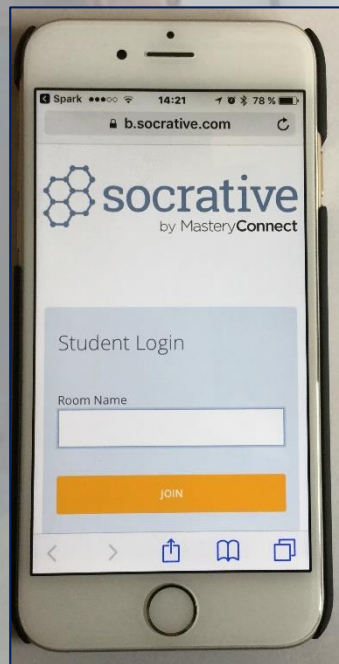 Spark 14:21 78 %
b.socrative.com
socrative
by MasteryConnect
Student Login
Room Name
JOIN